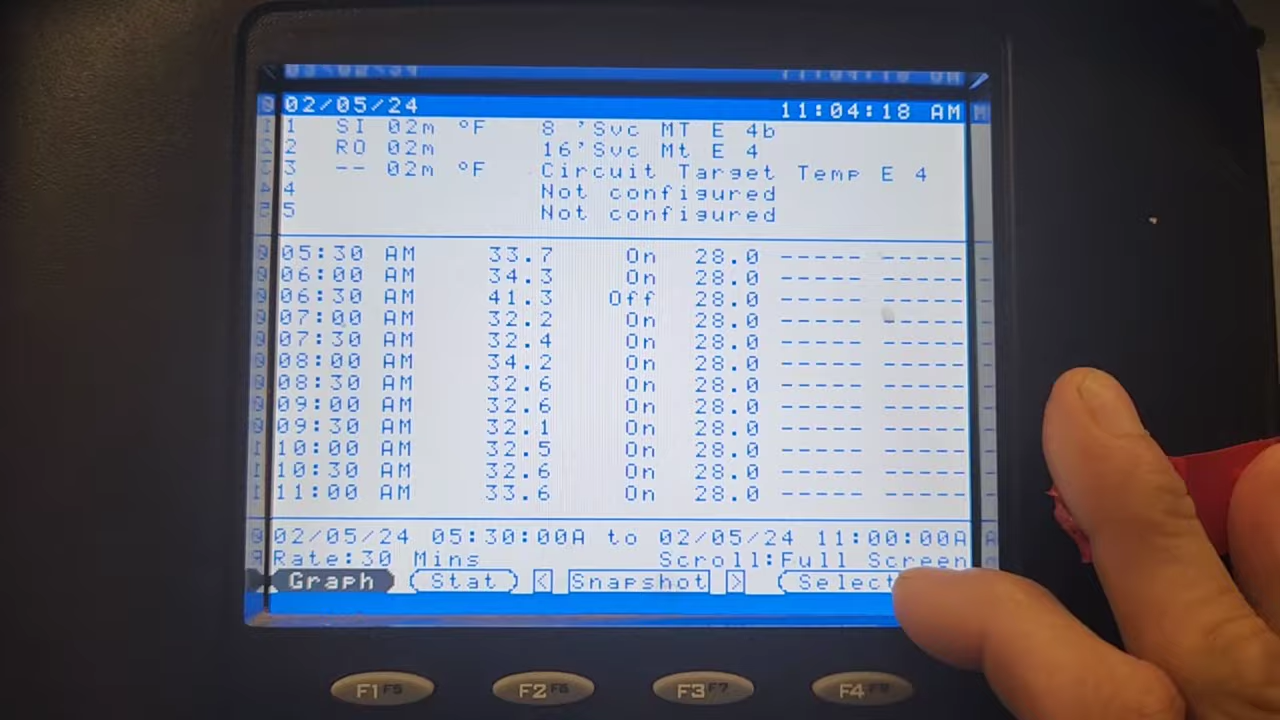 02/05/24 11:04:18 AM
1 SI 02m °F 8 'Svc MT E 4b
2 RO 02m 16'Svc Mt E 4
3 -- 02m °F Circuit Target Temp E 4
4 Not configured
5 Not configured
05:30 AM 33.7 On 28.0 ----- -----
06:00 AM 34.3 On 28.0 ----- -----
06:30 AM 41.3 Off 28.0 ----- -----
07:00 AM 32.2 On 28.0 ----- -----
07:30 AM 32.4 On 28.0 ----- -----
08:00 AM 34.2 On 28.0 ----- -----
08:30 AM 32.6 On 28.0 ----- -----
09:00 AM 32.6 On 28.0 ----- -----
09:30 AM 32.1 On 28.0 ----- -----
10:00 AM 32.5 On 28.0 ----- -----
10:30 AM 32.6 On 28.0 ----- -----
11:00 AM 33.6 On 28.0 ----- -----
02/05/24 05:30:00A to 02/05/24 11:00:00A
Rate:30 Mins Scroll:Full Screen
Graph Stat < Snapshot > Select
F1 F5 F2 F6 F3 F7 F4